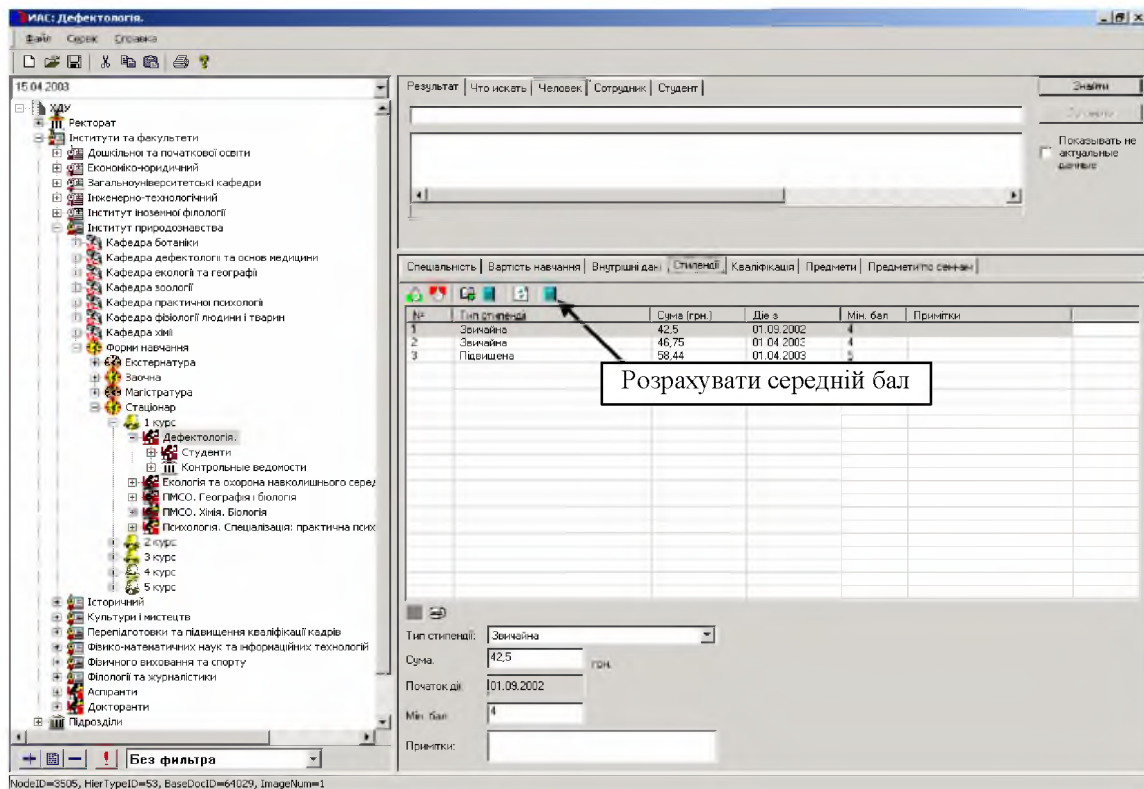 ИАС: Дефектологія.
Файл Сервис Справка
15.04.2003
ХДУ
Ректорат
Інститути та факультети
Дошкільної та початкової освіти
Економіко-юридичний
Загальноуніверситетські кафедри
Інженерно-технологічний
Інститут іноземної філології
Інститут природознавства
Кафедра ботаніки
Кафедра дефектології та основ медицини
Кафедра екології та географії
Кафедра зоології
Кафедра практичної психології
Кафедра фізіології людини і тварин
Кафедра хімії
Форми навчання
Екстернатура
Заочна
Магістратура
Стаціонар
1 курс
Дефектологія.
Студенти
Контрольные ведомости
Екологія та охорона навколишнього серед
ПМСО. Географія і біологія
ПМСО. Хімія. Біологія
Психологія. Спеціалізація: практична псих
2 курс
3 курс
4 курс
5 курс
Історичний
Культури і мистецтв
Перепідготовки та підвищення кваліфікації кадрів
Фізико-математичних наук та інформаційних технологій
Фізичного виховання та спорту
Філології та журналістики
Аспіранти
Докторанти
Підрозділи
Без фильтра
Результат Что искать Человек Сотрудник Студент
Знайти
Показывать не
актуальные
данные
Спеціальність Вартість навчання Внутрішні дані Стипендії Кваліфікація Предмети Предмети по
№ Тип стипендії Сума (грн.) Діє з Мін. бал Примітки
1 Звичайна 42,5 01.09.2002 4
2 Звичайна 46,75 01.04.2003 4
3 Підвищена 58,44 01.04.2003 5
Розрахувати середній бал
Тип стипендії: Звичайна
Сума: 42,5 грн.
Початок дії: 01.09.2002
Мін. бал 4
Примітки:
NodeID=3505, HierTypeID=53, BaseDocID=64029, ImageNum=1